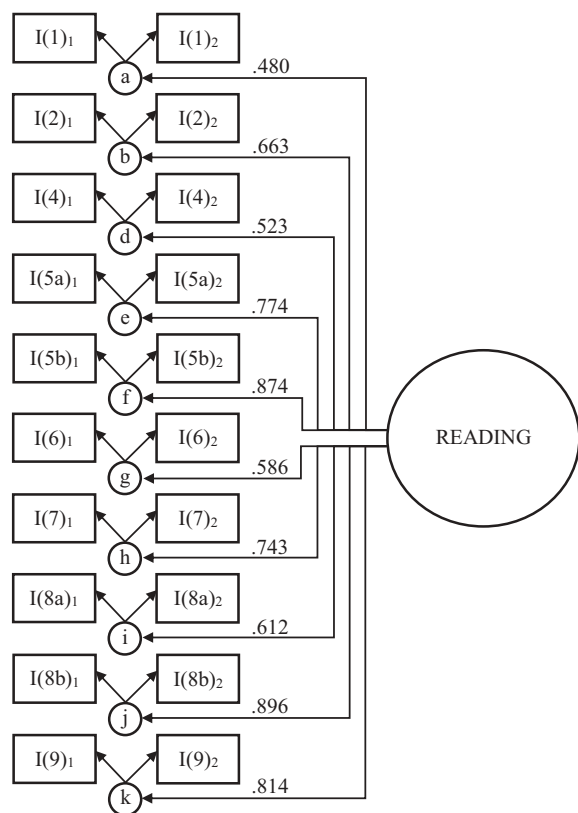 I(1)₁ I(1)₂
a .480
I(2)₁ I(2)₂
b .663
I(4)₁ I(4)₂
d .523
I(5a)₁ I(5a)₂
e .774
I(5b)₁ I(5b)₂
f .874
READING
I(6)₁ I(6)₂
g .586
I(7)₁ I(7)₂
h .743
I(8a)₁ I(8a)₂
i .612
I(8b)₁ I(8b)₂
j .896
I(9)₁ I(9)₂
k .814